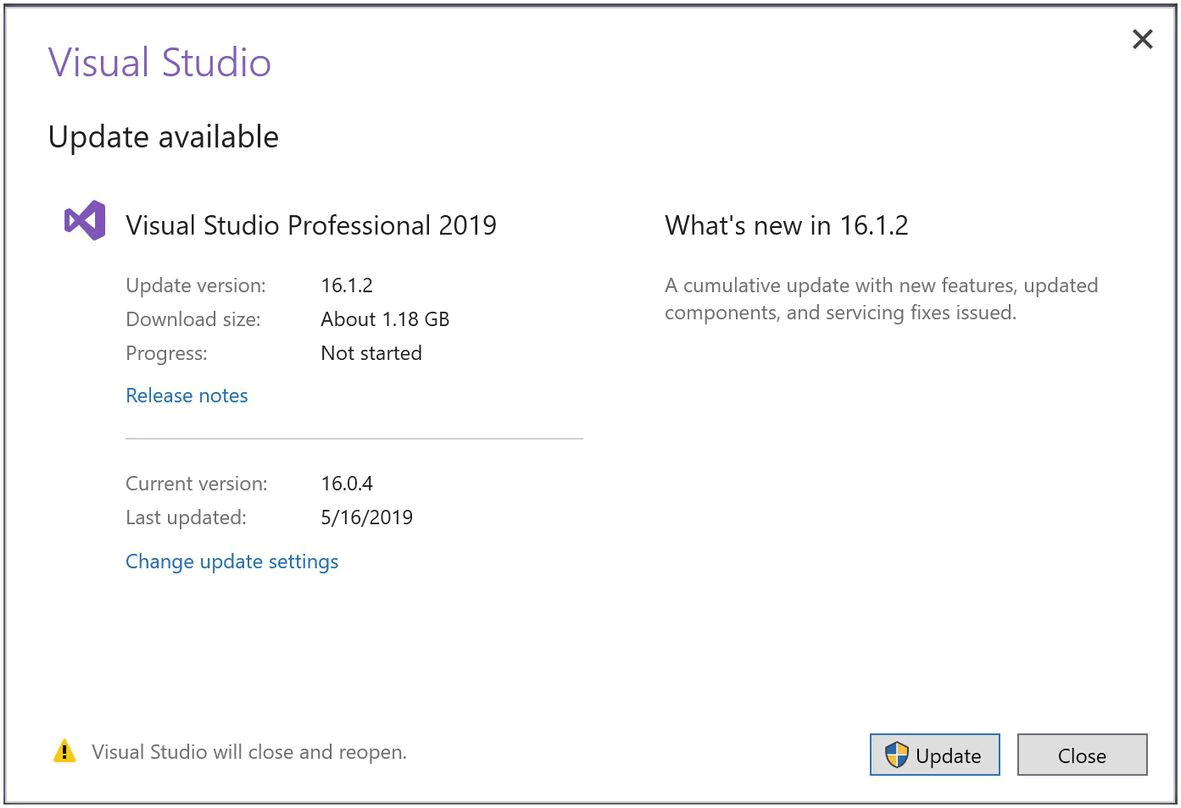 Visual Studio
Update available
Visual Studio Professional 2019
Update version: 16.1.2
Download size: About 1.18 GB
Progress: Not started
Release notes
Current version: 16.0.4
Last updated: 5/16/2019
Change update settings
What's new in 16.1.2
A cumulative update with new features, updated
components, and servicing fixes issued.
Visual Studio will close and reopen.
Update
Close